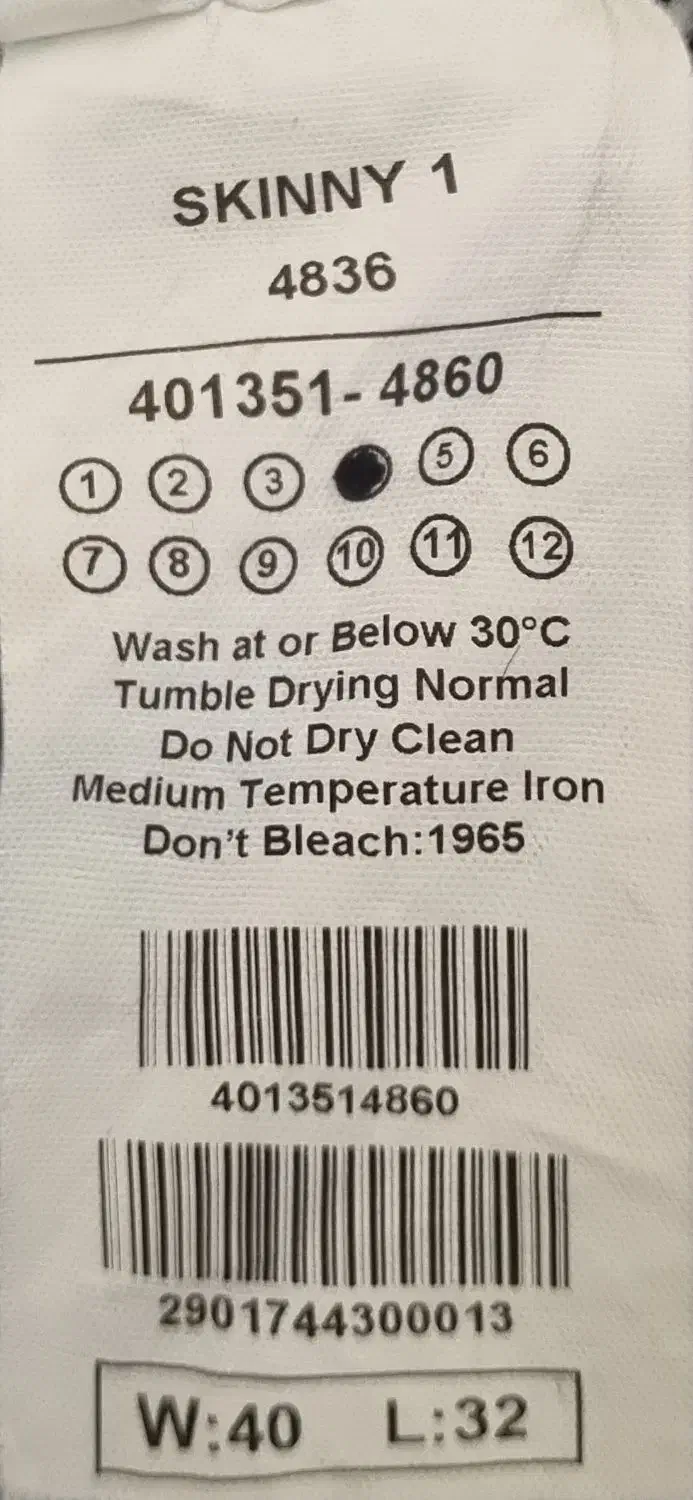 SKINNY 1
4836
401351-4860
1 2 3 5 6
7 8 9 10 11 12
Wash at or Below 30°C
Tumble Drying Normal
Do Not Dry Clean
Medium Temperature Iron
Don't Bleach:1965
4013514860
2901744300013
W:40 L:32